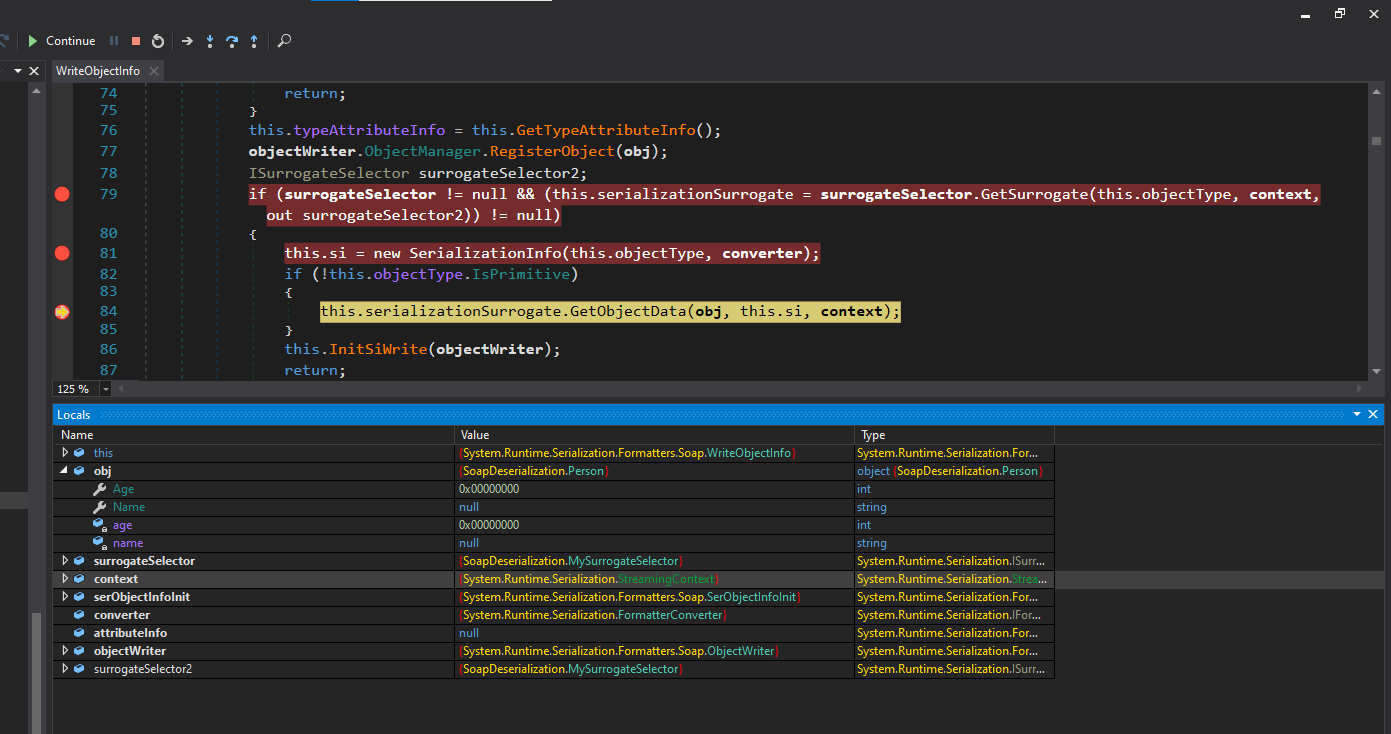 Continue
WriteObjectInfo
74 return;
75 }
76 this.typeAttributeInfo = this.GetTypeAttributeInfo();
77 objectWriter.ObjectManager.RegisterObject(obj);
78 ISurrogateSelector surrogateSelector2;
79 if (surrogateSelector != null && (this.serializationSurrogate = surrogateSelector.GetSurrogate(this.objectType, context,
out surrogateSelector2)) != null)
80 {
81 this.si = new SerializationInfo(this.objectType, converter);
82 if (!this.objectType.IsPrimitive)
83 {
84 this.serializationSurrogate.GetObjectData(obj, this.si, context);
85 }
86 this.InitSiWrite(objectWriter);
87 return;
125 %
Locals
Name Value Type
this {System.Runtime.Serialization.Formatters.Soap.WriteObjectInfo} System.Runtime.Serialization.For...
obj {SoapDeserialization.Person} object {SoapDeserialization.Person}
Age 0x00000000 int
Name null string
age 0x00000000 int
name null string
surrogateSelector {SoapDeserialization.MySurrogateSelector} System.Runtime.Serialization.ISurr...
context {System.Runtime.Serialization.StreamingContext} System.Runtime.Serialization.Strea...
serObjectInfoInit {System.Runtime.Serialization.Formatters.Soap.SerObjectInfoInit} System.Runtime.Serialization.For...
converter {System.Runtime.Serialization.FormatterConverter} System.Runtime.Serialization.IFor...
attributeInfo null System.Runtime.Serialization.For...
objectWriter {System.Runtime.Serialization.Formatters.Soap.ObjectWriter} System.Runtime.Serialization.For...
surrogateSelector2 {SoapDeserialization.MySurrogateSelector} System.Runtime.Serialization.ISurr...